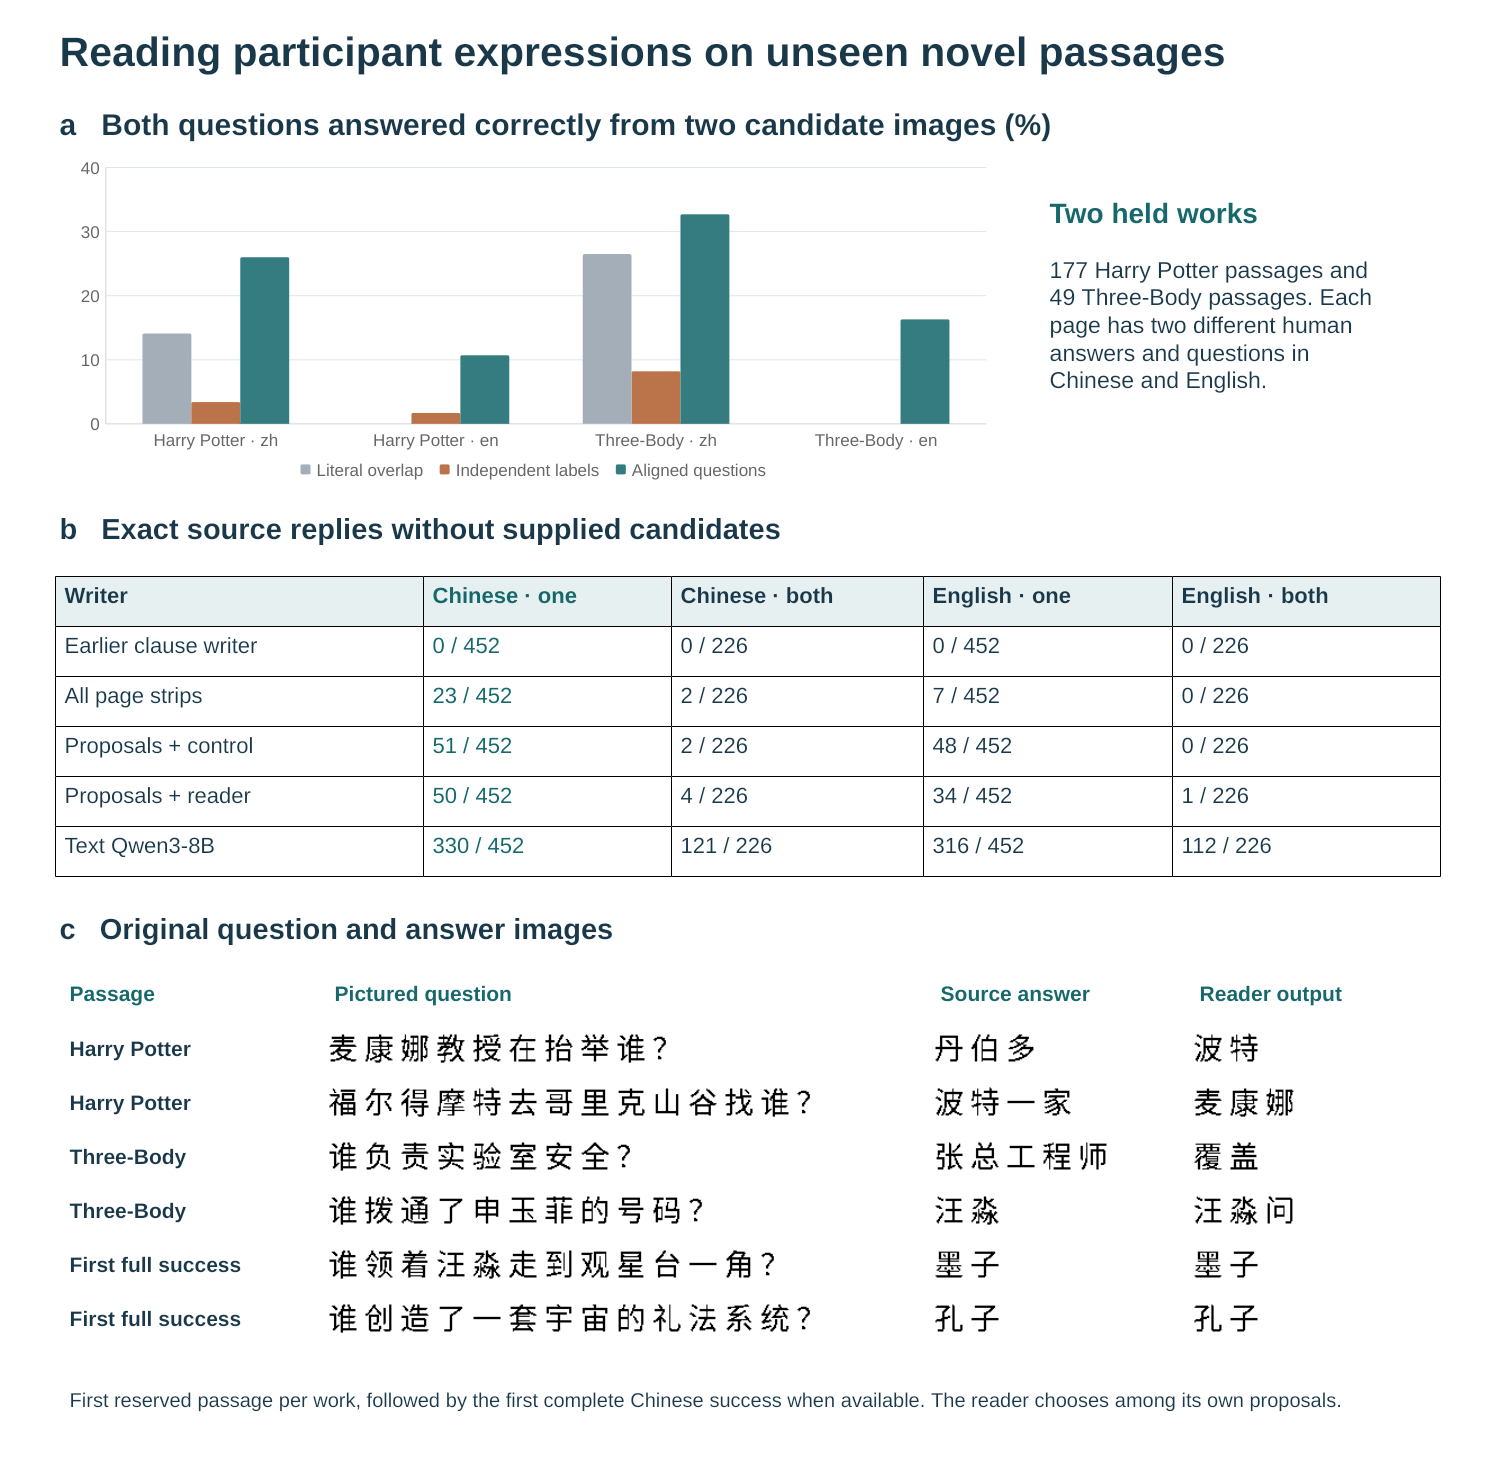 Reading participant expressions on unseen novel passages
a Both questions answered correctly from two candidate images (%)
40
30
20
10
0
Harry Potter · zh
Harry Potter · en
Three-Body · zh
Three-Body · en
Literal overlap
Independent labels
Aligned questions
Two held works
177 Harry Potter passages and
49 Three-Body passages. Each
page has two different human
answers and questions in
Chinese and English.
b Exact source replies without supplied candidates
Writer Chinese · one Chinese · both English · one English · both
Earlier clause writer 0 / 452 0 / 226 0 / 452 0 / 226
All page strips 23 / 452 2 / 226 7 / 452 0 / 226
Proposals + control 51 / 452 2 / 226 48 / 452 0 / 226
Proposals + reader 50 / 452 4 / 226 34 / 452 1 / 226
Text Qwen3-8B 330 / 452 121 / 226 316 / 452 112 / 226
c Original question and answer images
Passage Pictured question Source answer Reader output
Harry Potter 麦康娜教授在抬举谁？ 丹伯多 波特
Harry Potter 福尔得摩特去哥里克山谷找谁？ 波特一家 麦康娜
Three-Body 谁负责实验室安全？ 张总工程师 覆盖
Three-Body 谁拨通了申玉菲的号码？ 汪淼 汪淼问
First full success 谁领着汪淼走到观星台一角？ 墨子 墨子
First full success 谁创造了一套宇宙的礼法系统？ 孔子 孔子
First reserved passage per work, followed by the first complete Chinese success when available. The reader chooses among its own proposals.